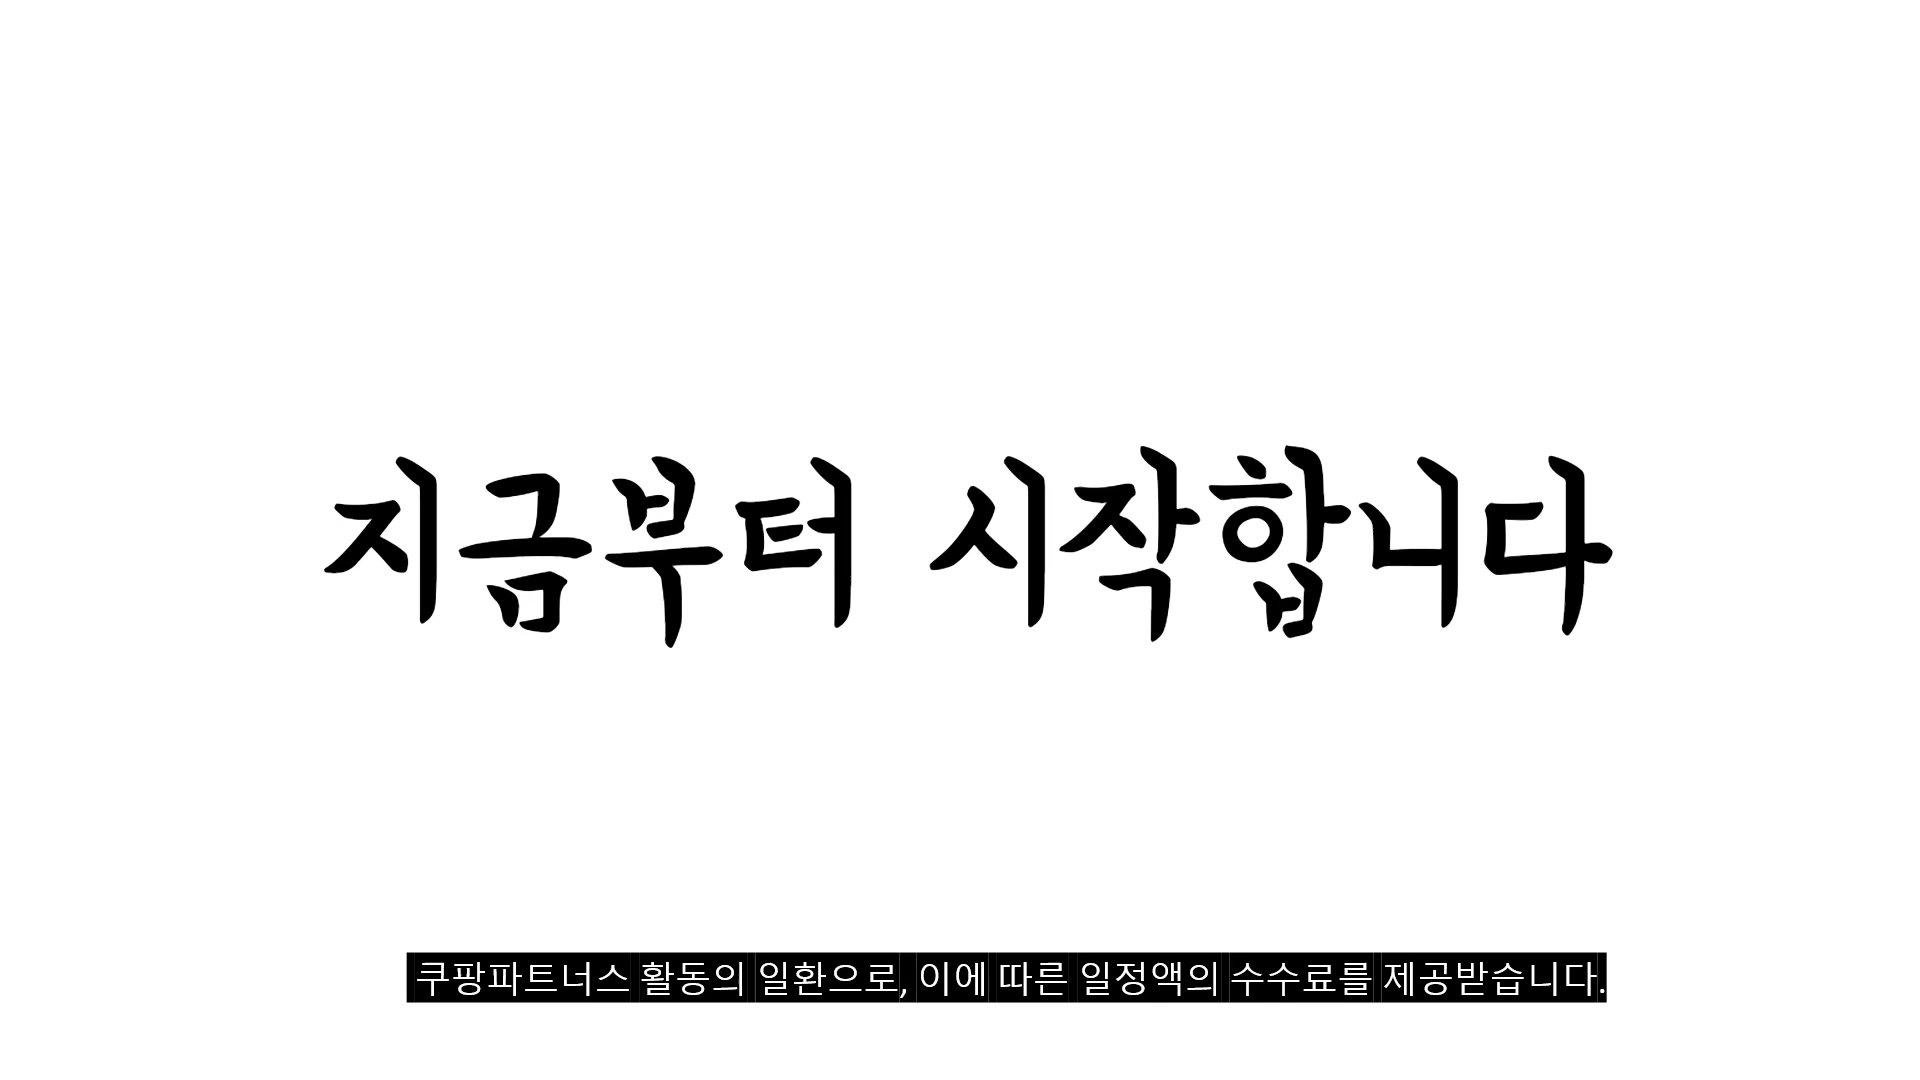 지금부터 시작합니다
쿠팡파트너스 활동의 일환으로, 이에 따른 일정액의 수수료를 제공받습니다.